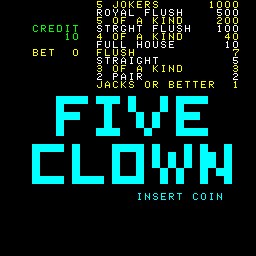 5 JOKERS 1000
ROYAL FLUSH 500
5 OF A KIND 200
CREDIT STRGHT FLUSH 100
10 4 OF A KIND 40
FULL HOUSE 10
BET 0 FLUSH 7
STRAIGHT 5
3 OF A KIND 3
2 PAIR 2
JACKS OR BETTER 1
FIVE
CLOWN
INSERT COIN